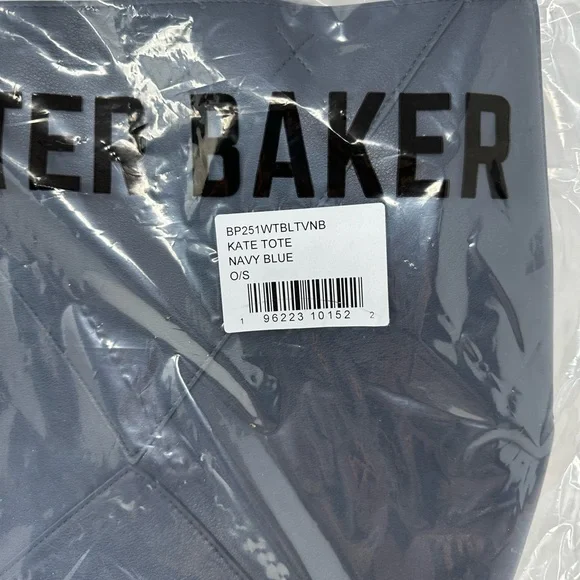 TER BAKER
BP251WTBLTVNB
KATE TOTE
NAVY BLUE
O/S
1 96223 10152 2